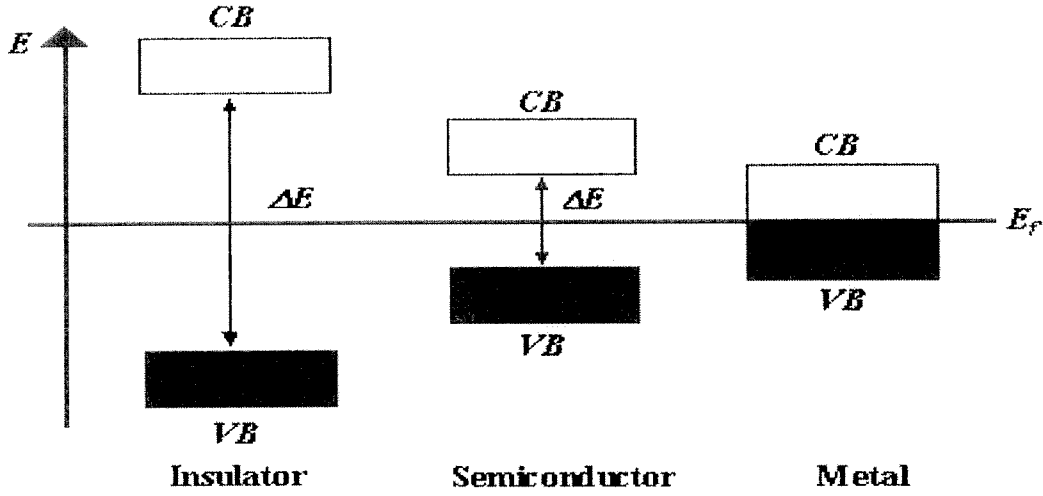 CB
E
CB
CB
ΔE
ΔE
E_f
VB
VB
VB
Insulator
Semiconductor
Metal